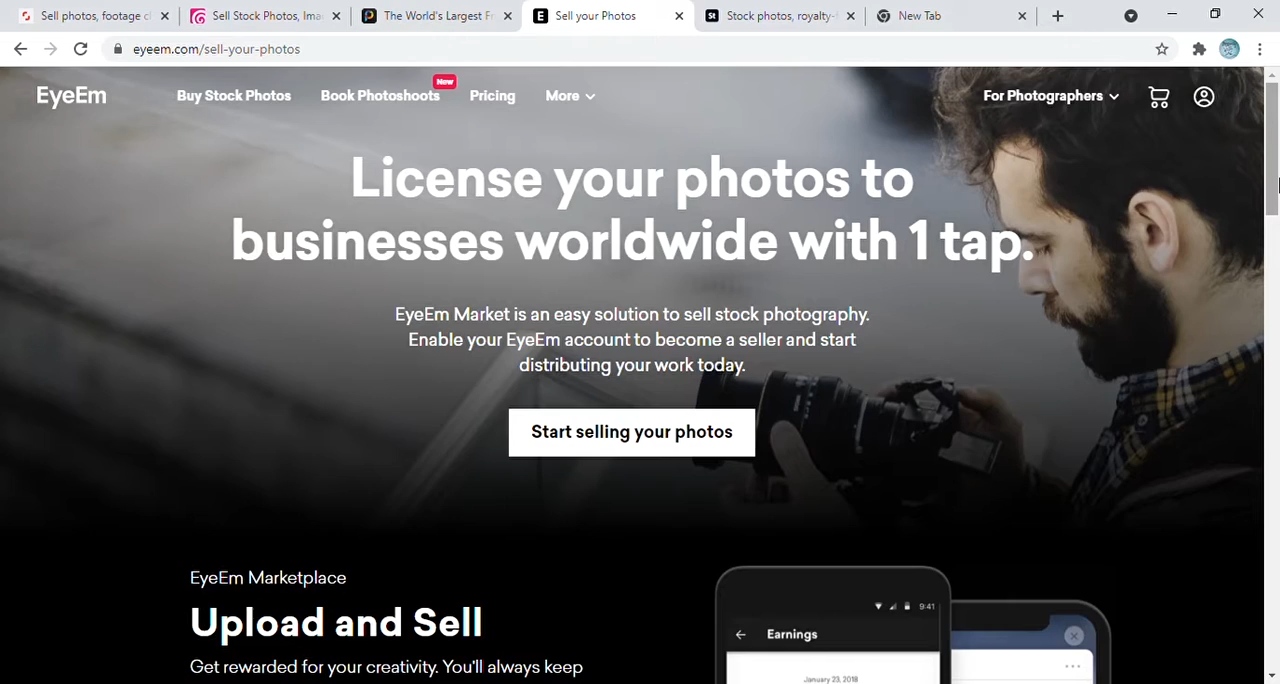 Sell photos, footage c
Sell Stock Photos, Ima
The World's Largest F
Sell your Photos
Stock photos, royalty-
New Tab
eyeem.com/sell-your-photos
EyeEm
Buy Stock Photos
Book Photoshoots
New
Pricing
More
For Photographers
License your photos to
businesses worldwide with 1 tap.
EyeEm Market is an easy solution to sell stock photography.
Enable your EyeEm account to become a seller and start
distributing your work today.
Start selling your photos
EyeEm Marketplace
Upload and Sell
Get rewarded for your creativity. You'll always keep
9:41
Earnings
January 23, 2018